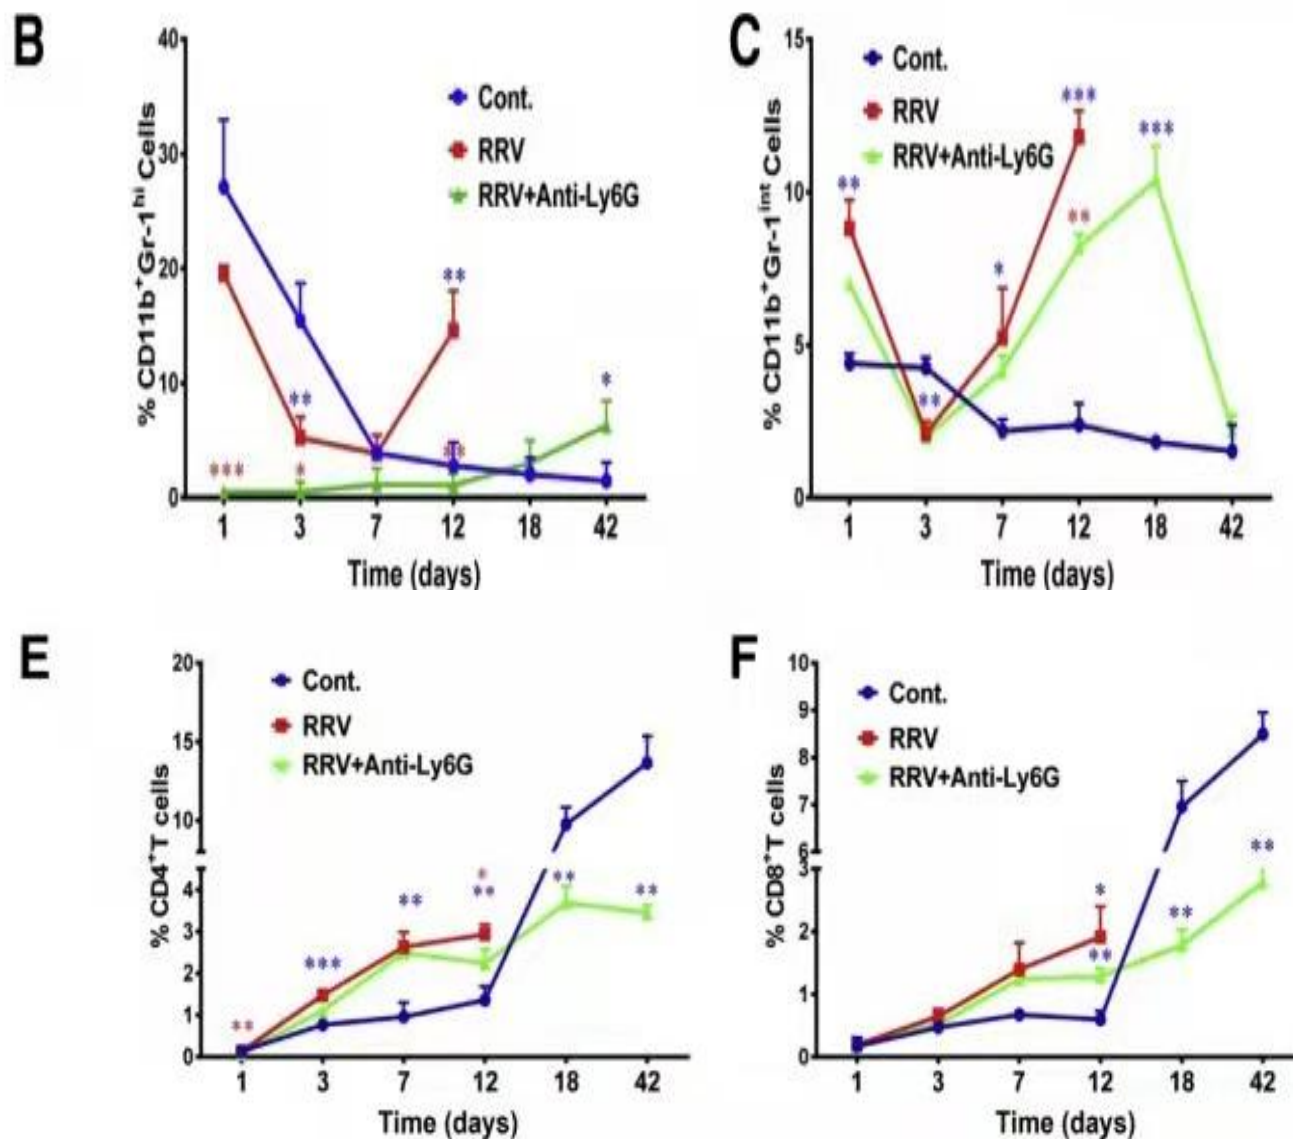 B
40
30
20
10
0
% CD11b⁺Gr-1ʰⁱ Cells
Cont.
RRV
RRV+Anti-Ly6G
***
**
*
**
**
*
1 3 7 12 18 42
Time (days)
C
15
10
5
0
% CD11b⁺Gr-1ⁱⁿᵗ Cells
Cont.
RRV
RRV+Anti-Ly6G
**
**
*
***
**
***
1 3 7 12 18 42
Time (days)
E
20
15
10
4
3
2
1
0
% CD4⁺T cells
Cont.
RRV
RRV+Anti-Ly6G
**
***
**
*
**
**
**
1 3 7 12 18 42
Time (days)
F
10
9
8
7
6
3
2
1
0
% CD8⁺T cells
Cont.
RRV
RRV+Anti-Ly6G
*
**
**
**
1 3 7 12 18 42
Time (days)